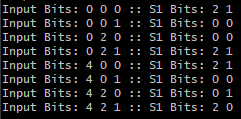 Input Bits: 0 0 0 :: S1 Bits: 2 1
Input Bits: 0 0 1 :: S1 Bits: 0 0
Input Bits: 0 2 0 :: S1 Bits: 0 1
Input Bits: 0 2 1 :: S1 Bits: 2 1
Input Bits: 4 0 0 :: S1 Bits: 0 0
Input Bits: 4 0 1 :: S1 Bits: 0 0
Input Bits: 4 2 0 :: S1 Bits: 0 1
Input Bits: 4 2 1 :: S1 Bits: 2 0